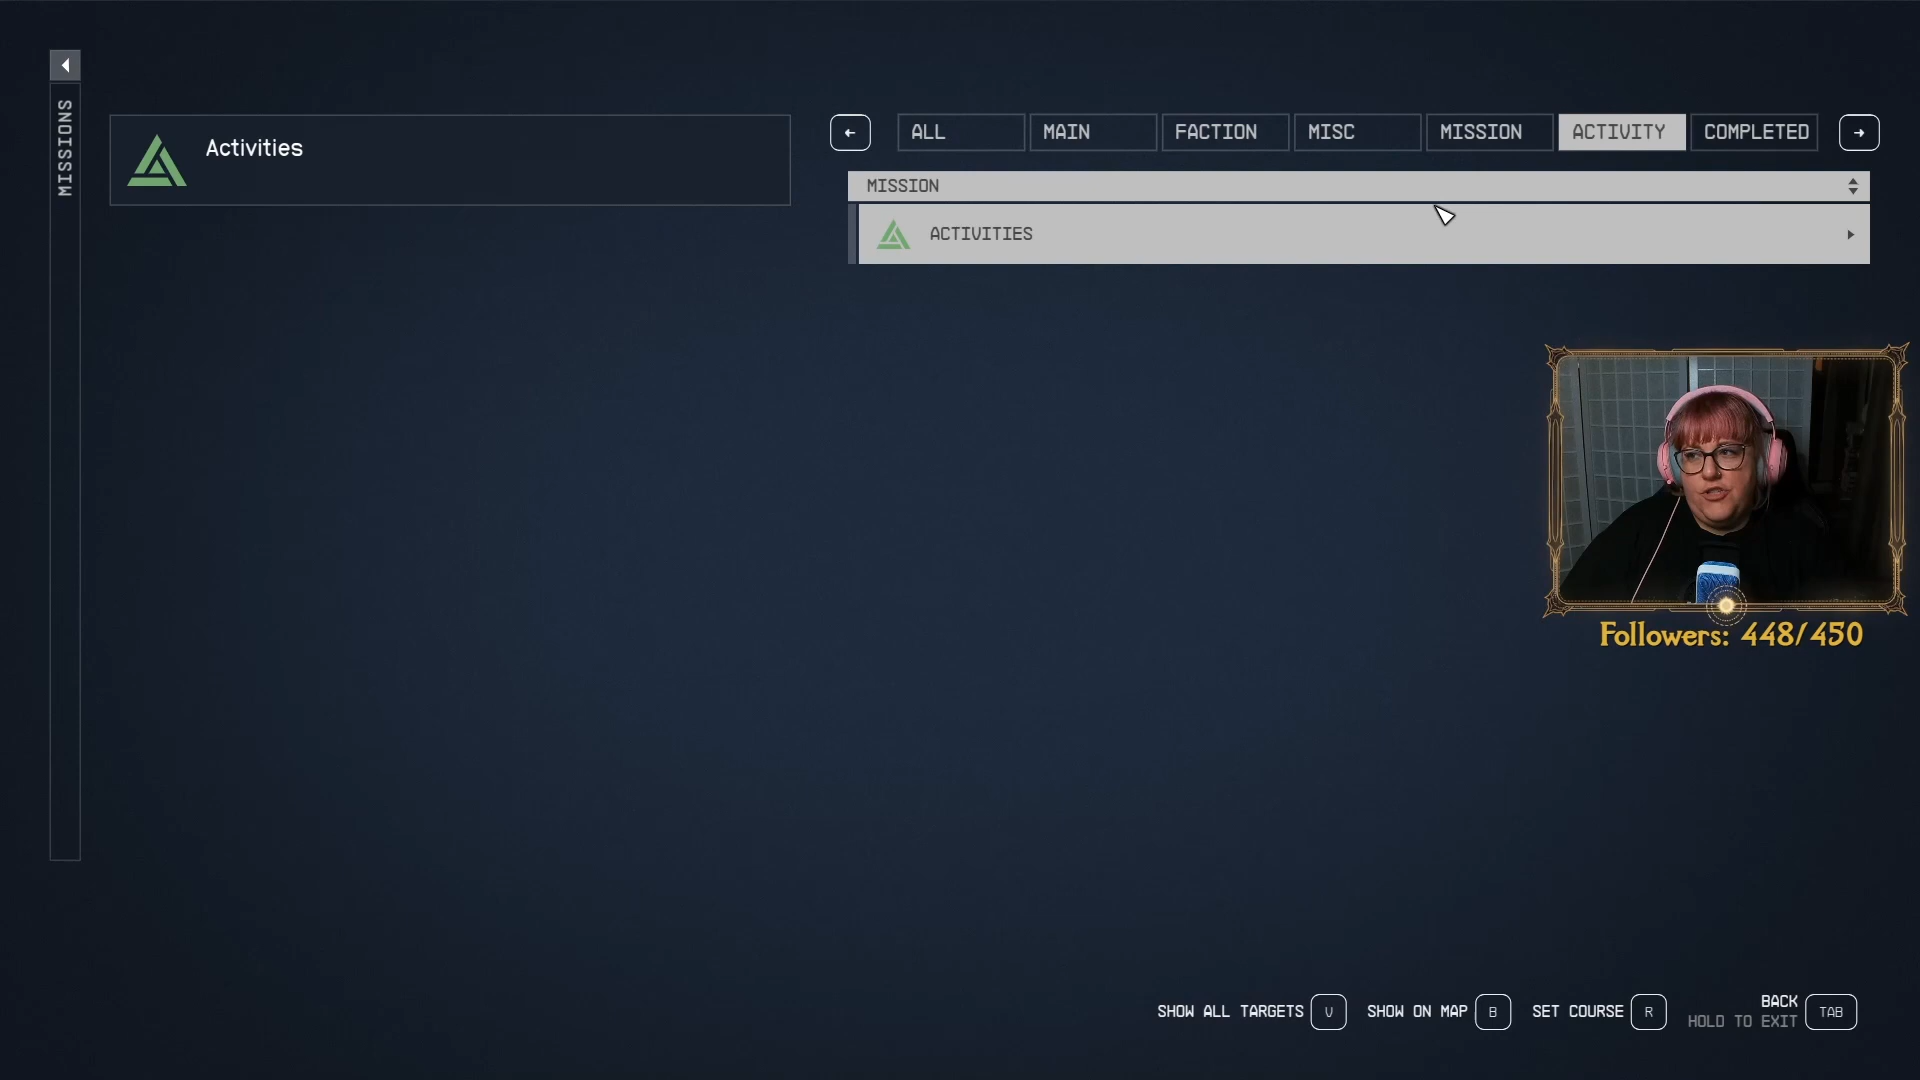 MISSIONS
Activities
ALL
MAIN
FACTION
MISC
MISSION
ACTIVITY
COMPLETED
MISSION
ACTIVITIES
Followers: 448/450
SHOW ALL TARGETS V
SHOW ON MAP B
SET COURSE R
BACK
HOLD TO EXIT
TAB